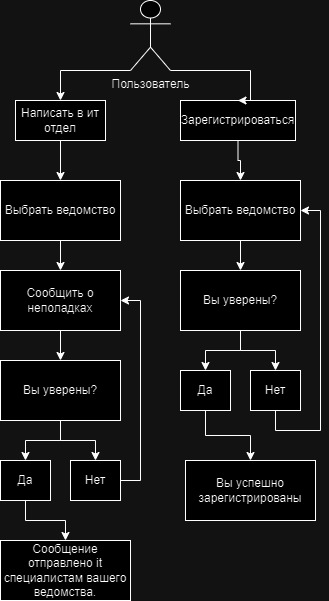 Пользователь
Написать в ит
отдел
Зарегистрироваться
Выбрать ведомство
Выбрать ведомство
Сообщить о
неполадках
Вы уверены?
Вы уверены?
Да
Нет
Да
Нет
Вы успешно
зарегистрированы
Сообщение
отправлено it
специалистам вашего
ведомства.